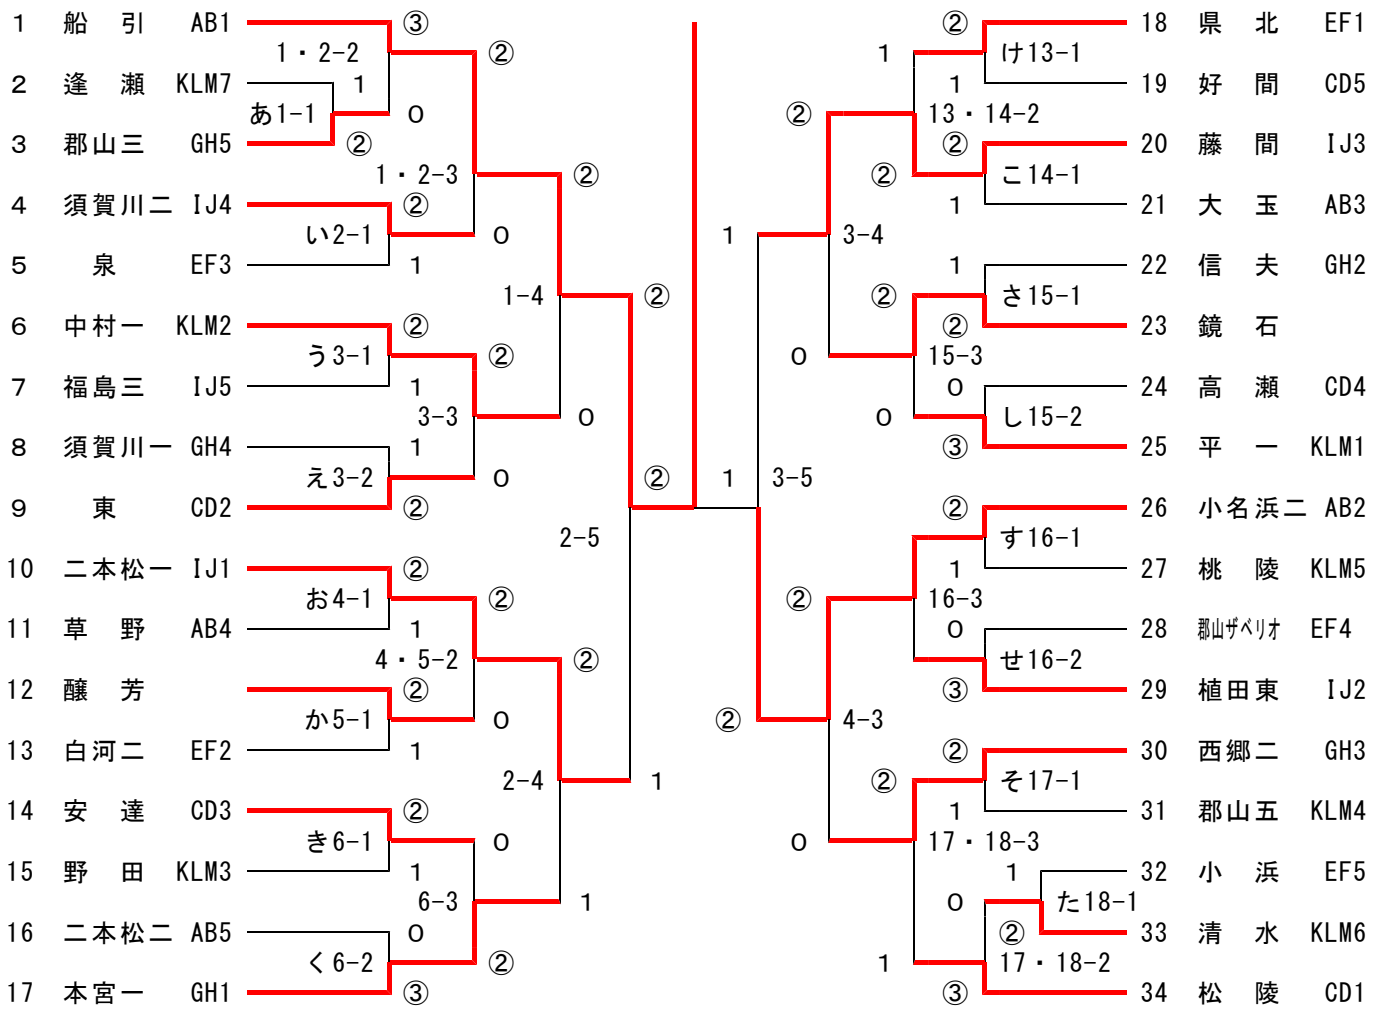 1 船 引 AB1 ③ ② 18 県 北 EF1
1・2-2 ② 1 け13-1
2 逢 瀬 KLM7 1 1 19 好 間 CD5
あ1-1 0 ② 13・14-2
3 郡山三 GH5 ② ② 20 藤 間 IJ3
1・2-3 ② ② こ14-1
4 須賀川二 IJ4 ② 1 21 大 玉 AB3
い2-1 0 1 3-4
5 泉 EF3 1 1 22 信 夫 GH2
1-4 ② ② さ15-1
6 中村一 KLM2 ② ② 23 鏡 石
う3-1 ② 0 15-3
7 福島三 IJ5 1 0 24 高 瀬 CD4
3-3 0 0 し15-2
8 須賀川一 GH4 1 ③ 25 平 一 KLM1
え3-2 0 ② 1 3-5
9 東 CD2 ② ② 26 小名浜二 AB2
2-5 す16-1
10 二本松一 IJ1 ② 1 27 桃 陵 KLM5
お4-1 ② ② 16-3
11 草 野 AB4 1 0 28 郡山ザベリオ EF4
4・5-2 ② せ16-2
12 醸 芳 ② ③ 29 植田東 IJ2
か5-1 0 ② 4-3
13 白河二 EF2 1 ② 30 西郷二 GH3
2-4 1 ② そ17-1
14 安 達 CD3 ② 1 31 郡山五 KLM4
き6-1 0 0 17・18-3
15 野 田 KLM3 1 1 32 小 浜 EF5
6-3 1 0 た18-1
16 二本松二 AB5 0 ② 33 清 水 KLM6
く6-2 ② 1 17・18-2
17 本宮一 GH1 ③ ③ 34 松 陵 CD1